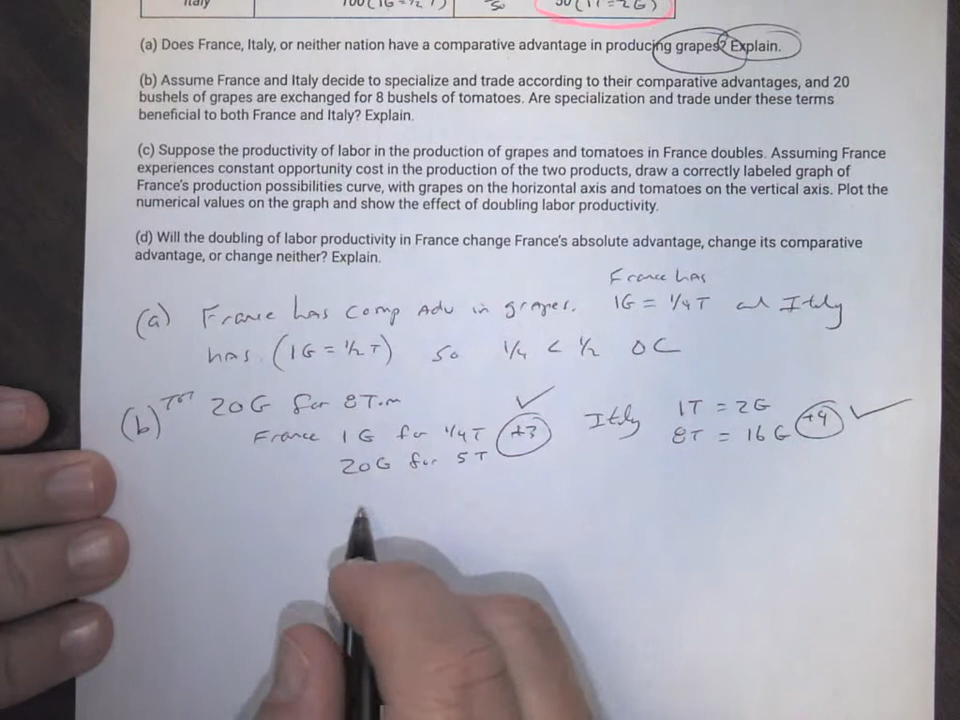 Italy 100(1G=½T) 50 50(1T=2G)
(a) Does France, Italy, or neither nation have a comparative advantage in producing grapes? Explain.
(b) Assume France and Italy decide to specialize and trade according to their comparative advantages, and 20
bushels of grapes are exchanged for 8 bushels of tomatoes. Are specialization and trade under these terms
beneficial to both France and Italy? Explain.
(c) Suppose the productivity of labor in the production of grapes and tomatoes in France doubles. Assuming France
experiences constant opportunity cost in the production of the two products, draw a correctly labeled graph of
France's production possibilities curve, with grapes on the horizontal axis and tomatoes on the vertical axis. Plot the
numerical values on the graph and show the effect of doubling labor productivity.
(d) Will the doubling of labor productivity in France change France's absolute advantage, change its comparative
advantage, or change neither? Explain.
France has
(a) France has comp Adv in grapes. 1G = ¼T and Italy
has (1G = ½T) so ¼ < ½ OC
(b) TOT 20G for 8Tom
France 1G for ¼T +3
20G for 5T
Italy 1T = 2G
8T = 16G +4